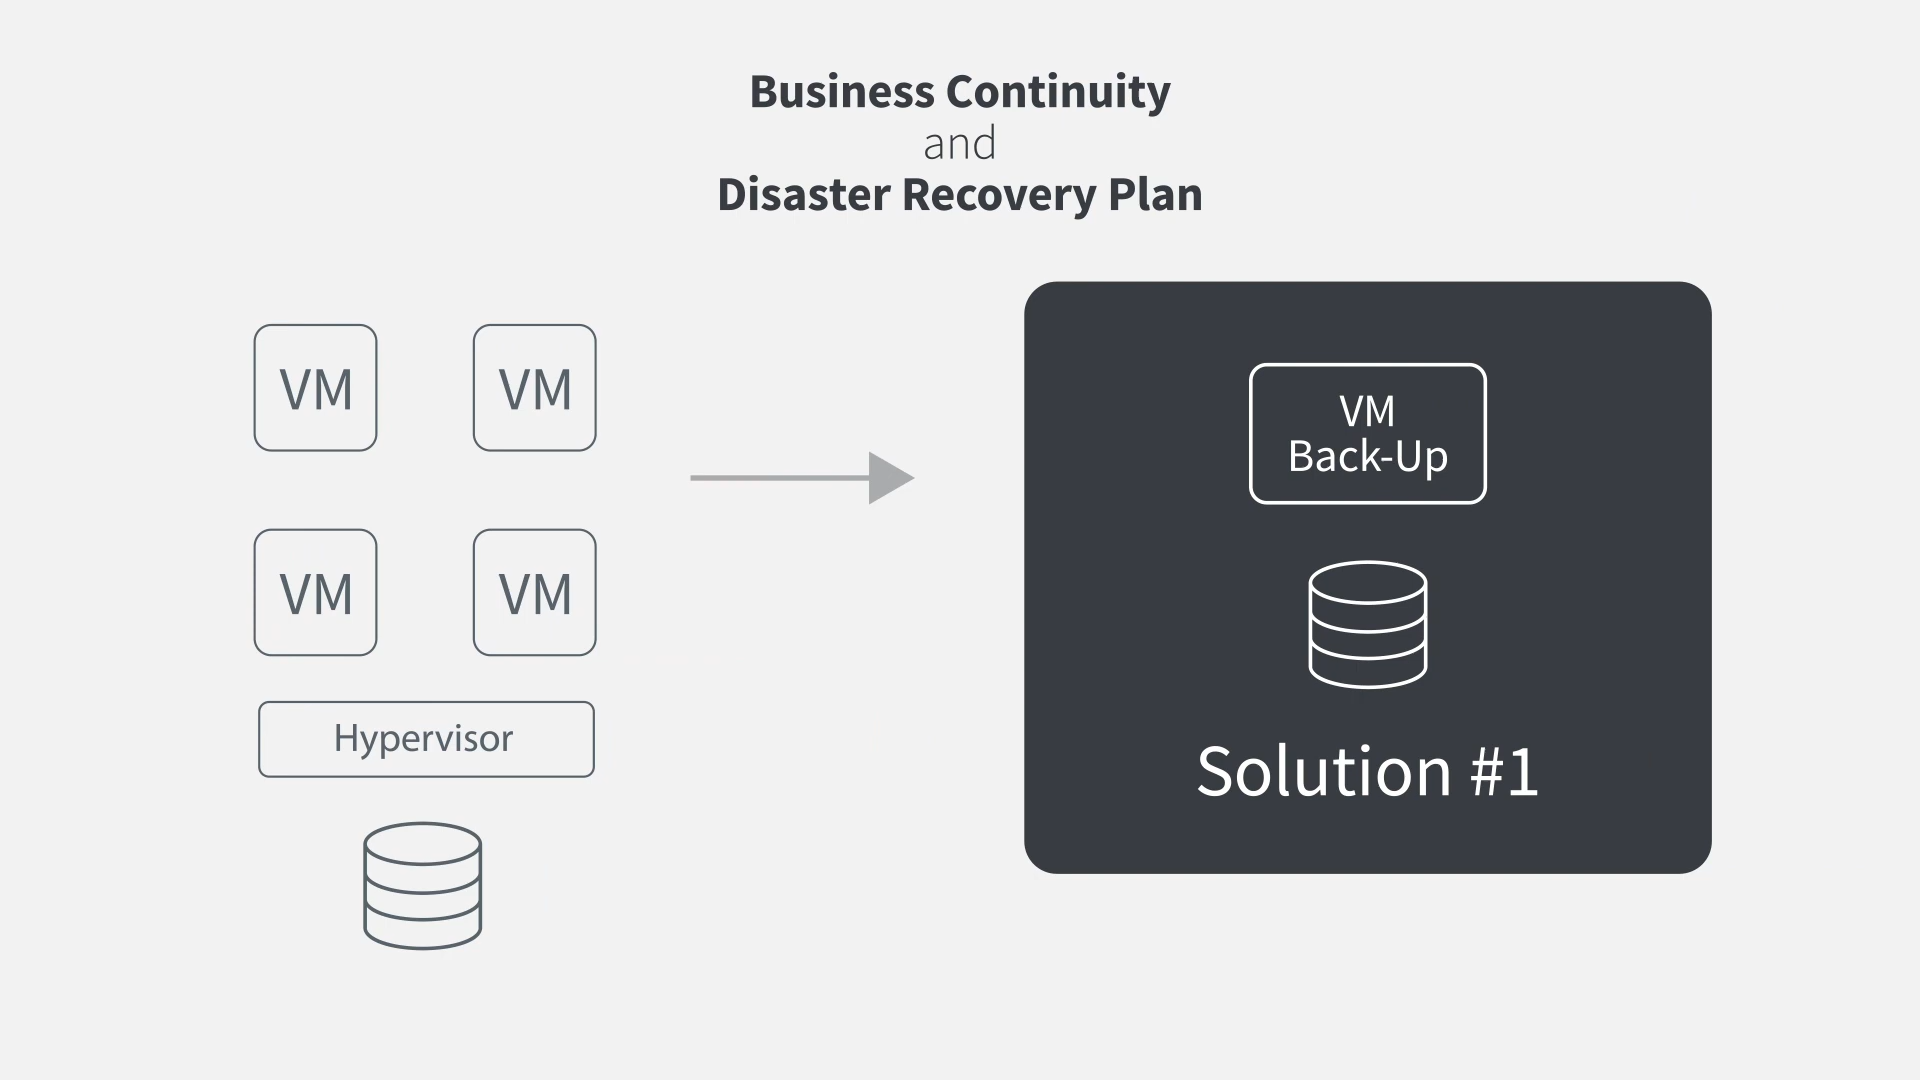 Business Continuity
and
Disaster Recovery Plan
VM
VM
VM
VM
Hypervisor
VM
Back-Up
Solution #1